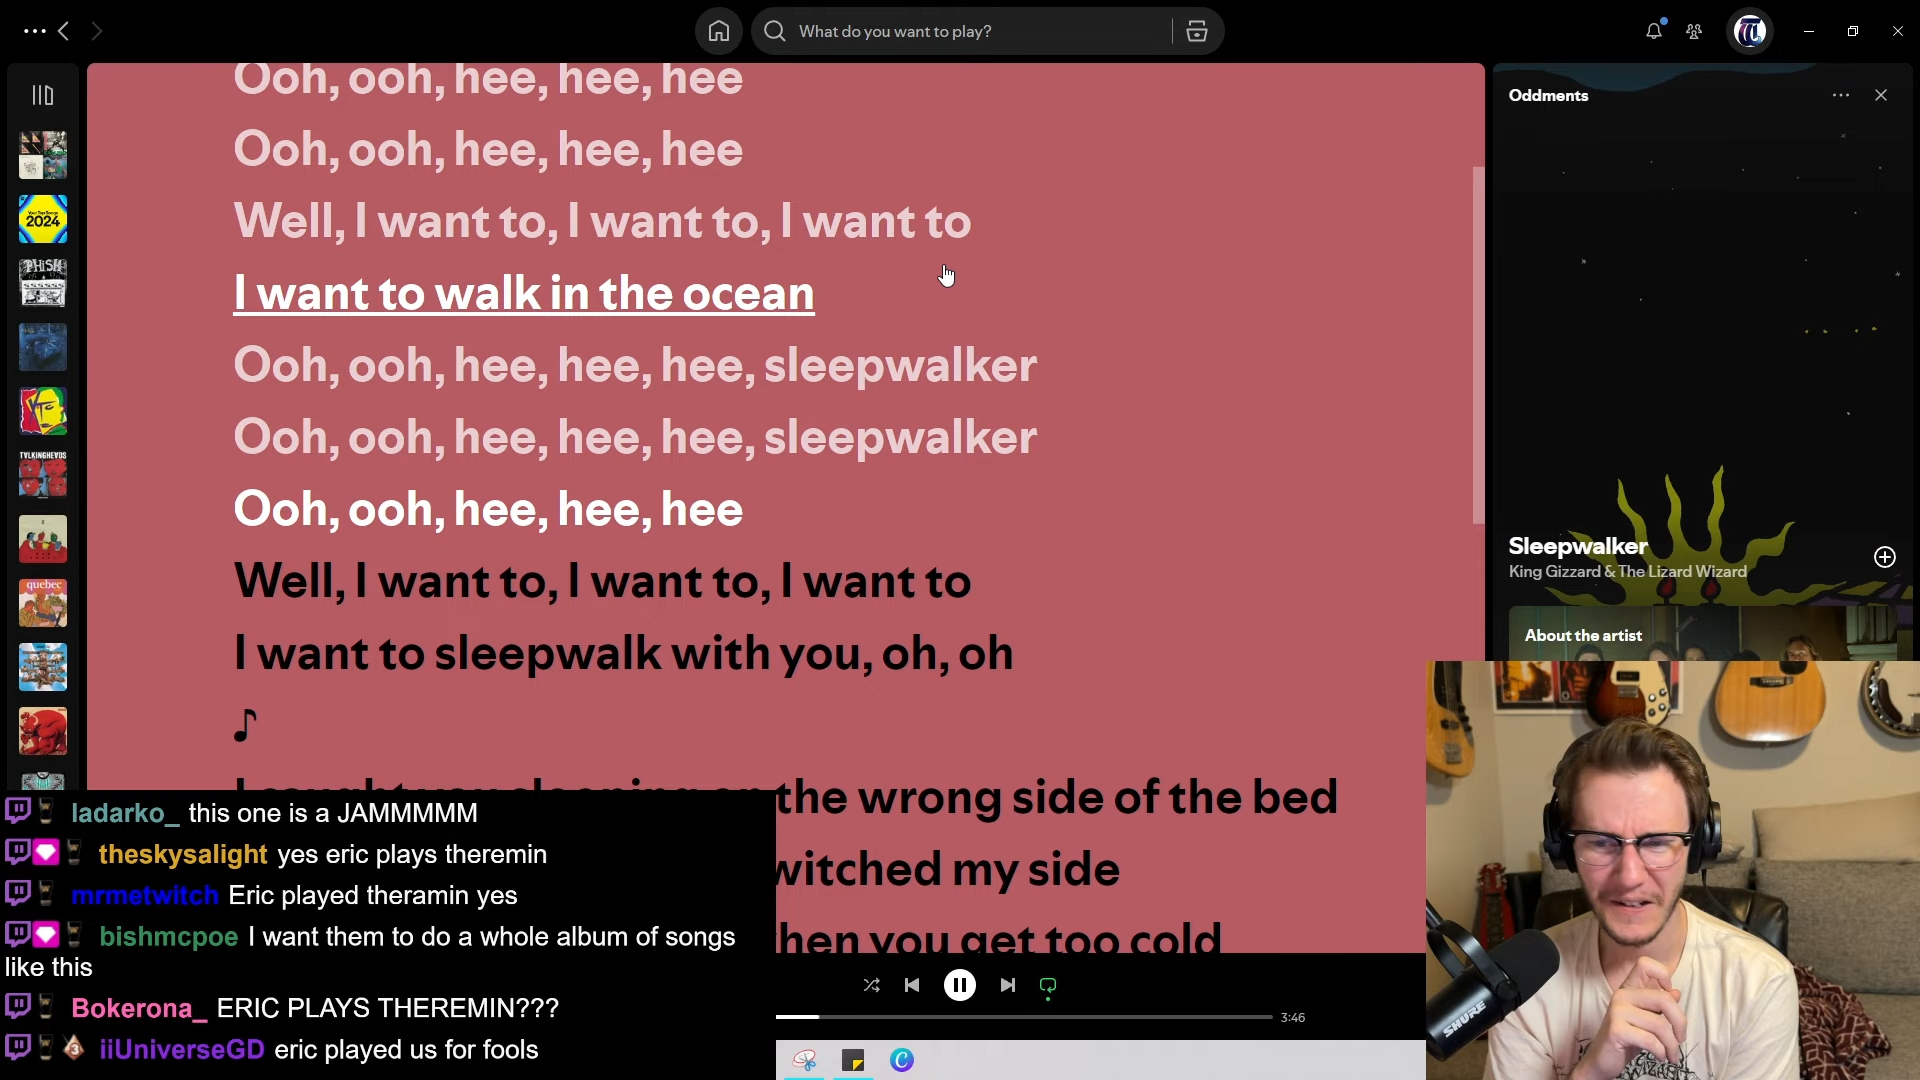 What do you want to play?
Ooh, ooh, hee, hee, hee
Ooh, ooh, hee, hee, hee
Well, I want to, I want to, I want to
I want to walk in the ocean
Ooh, ooh, hee, hee, hee, sleepwalker
Ooh, ooh, hee, hee, hee, sleepwalker
Ooh, ooh, hee, hee, hee
Well, I want to, I want to, I want to
I want to sleepwalk with you, oh, oh
the wrong side of the bed
witched my side
hen you get too cold
Oddments
Sleepwalker
King Gizzard & The Lizard Wizard
About the artist
2024
PHiSH
XTC
TALKING HEADS
quebec
ladarko_ this one is a JAMMMMM
theskysalight yes eric plays theremin
mrmetwitch Eric played theramin yes
bishmcpoe I want them to do a whole album of songs
like this
Bokerona_ ERIC PLAYS THEREMIN???
iiUniverseGD eric played us for fools
3:46
SHURE